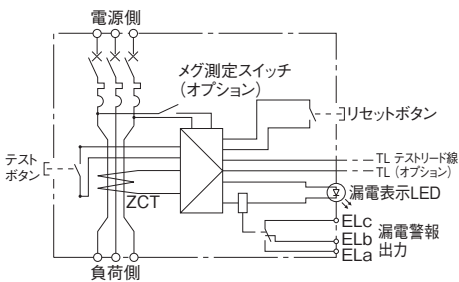 電源側
メグ測定スイッチ
(オプション)
リセットボタン
テスト
ボタン
TL テストリード線
TL (オプション)
ZCT
漏電表示LED
ELc
ELb
ELa
漏電警報
出力
負荷側